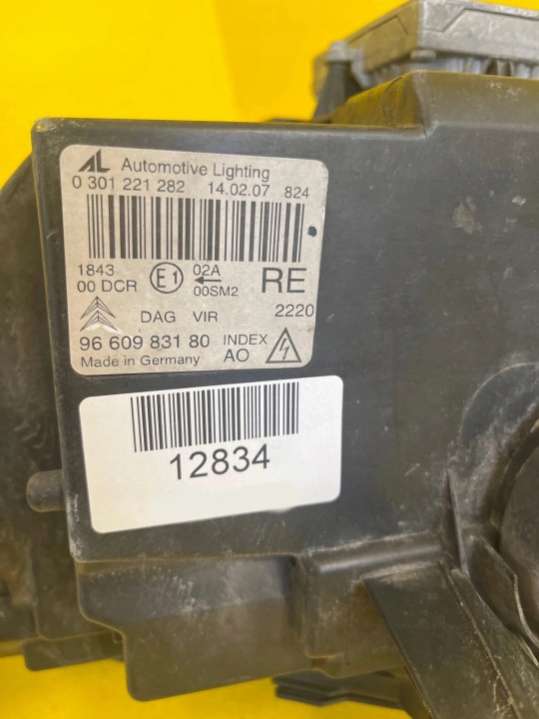 AL Automotive Lighting
0 301 221 282 14.02.07 824
1843 E1 02A RE
00 DCR 00SM2
DAG VIR 2220
96 609 831 80 INDEX
Made in Germany AO
12834